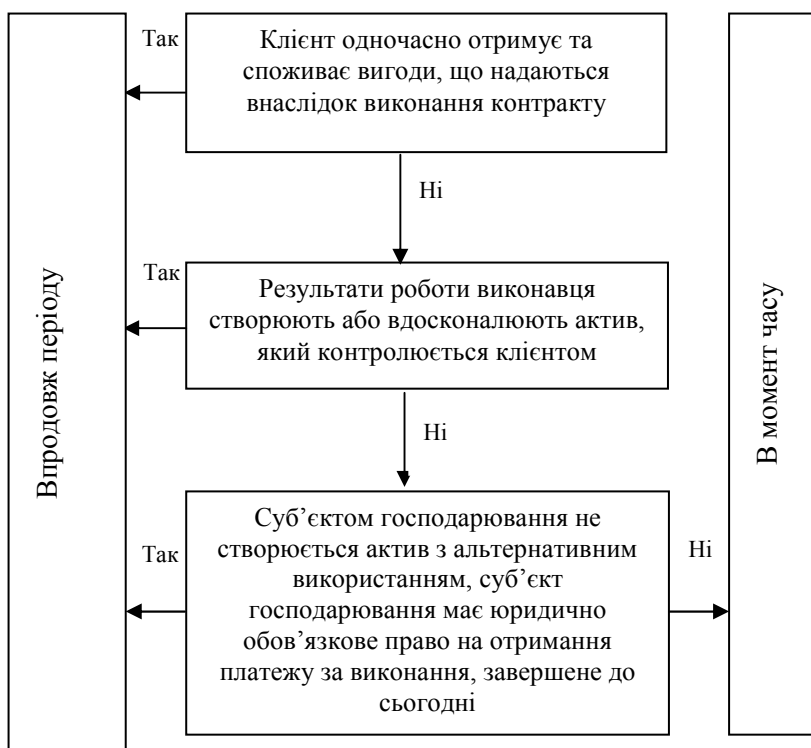 Так
Клієнт одночасно отримує та
споживає вигоди, що надаються
внаслідок виконання контракту
Ні
Так
Результати роботи виконавця
створюють або вдосконалюють актив,
який контролюється клієнтом
Ні
Впродовж періоду
В момент часу
Так
Суб’єктом господарювання не
створюється актив з альтернативним
використанням, суб’єкт
господарювання має юридично
обов’язкове право на отримання
платежу за виконання, завершене до
сьогодні
Ні